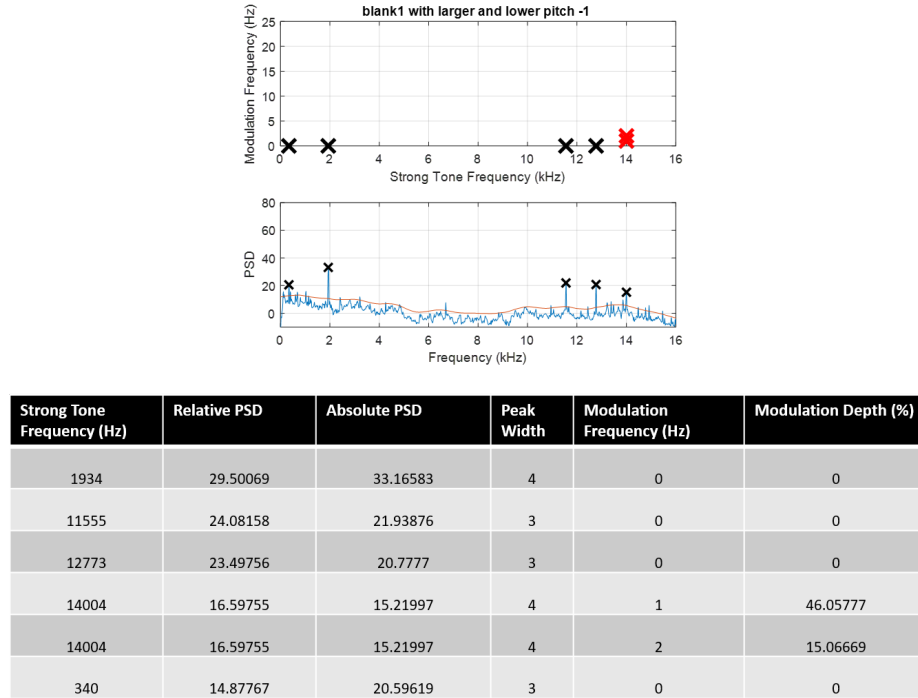 blank1 with larger and lower pitch -1
Modulation Frequency (Hz)
25
20
15
10
5
0
0 2 4 6 8 10 12 14 16
Strong Tone Frequency (kHz)
PSD
80
60
40
20
0
0 2 4 6 8 10 12 14 16
Frequency (kHz)
Strong Tone Frequency (Hz) Relative PSD Absolute PSD Peak Width Modulation Frequency (Hz) Modulation Depth (%)
1934 29.50069 33.16583 4 0 0
11555 24.08158 21.93876 3 0 0
12773 23.49756 20.7777 3 0 0
14004 16.59755 15.21997 4 1 46.05777
14004 16.59755 15.21997 4 2 15.06669
340 14.87767 20.59619 3 0 0